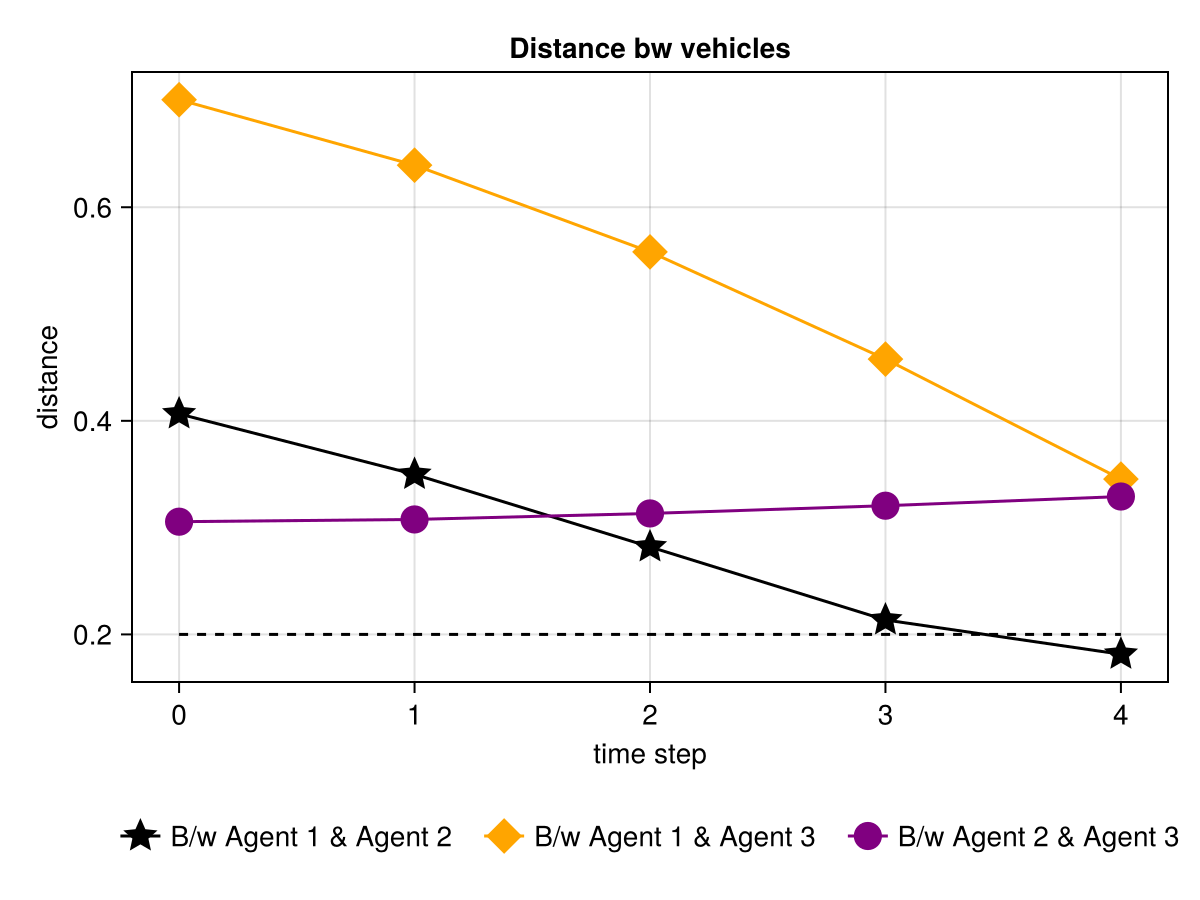 Distance bw vehicles
distance
0.6
0.4
0.2
0 1 2 3 4
time step
B/w Agent 1 & Agent 2 B/w Agent 1 & Agent 3 B/w Agent 2 & Agent 3